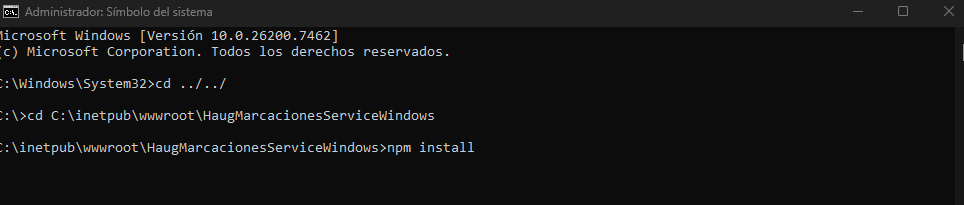 Administrador: Símbolo del sistema
Microsoft Windows [Versión 10.0.26200.7462]
(c) Microsoft Corporation. Todos los derechos reservados.
C:\Windows\System32>cd ../../
C:\>cd C:\inetpub\wwwroot\HaugMarcacionesServiceWindows
C:\inetpub\wwwroot\HaugMarcacionesServiceWindows>npm install